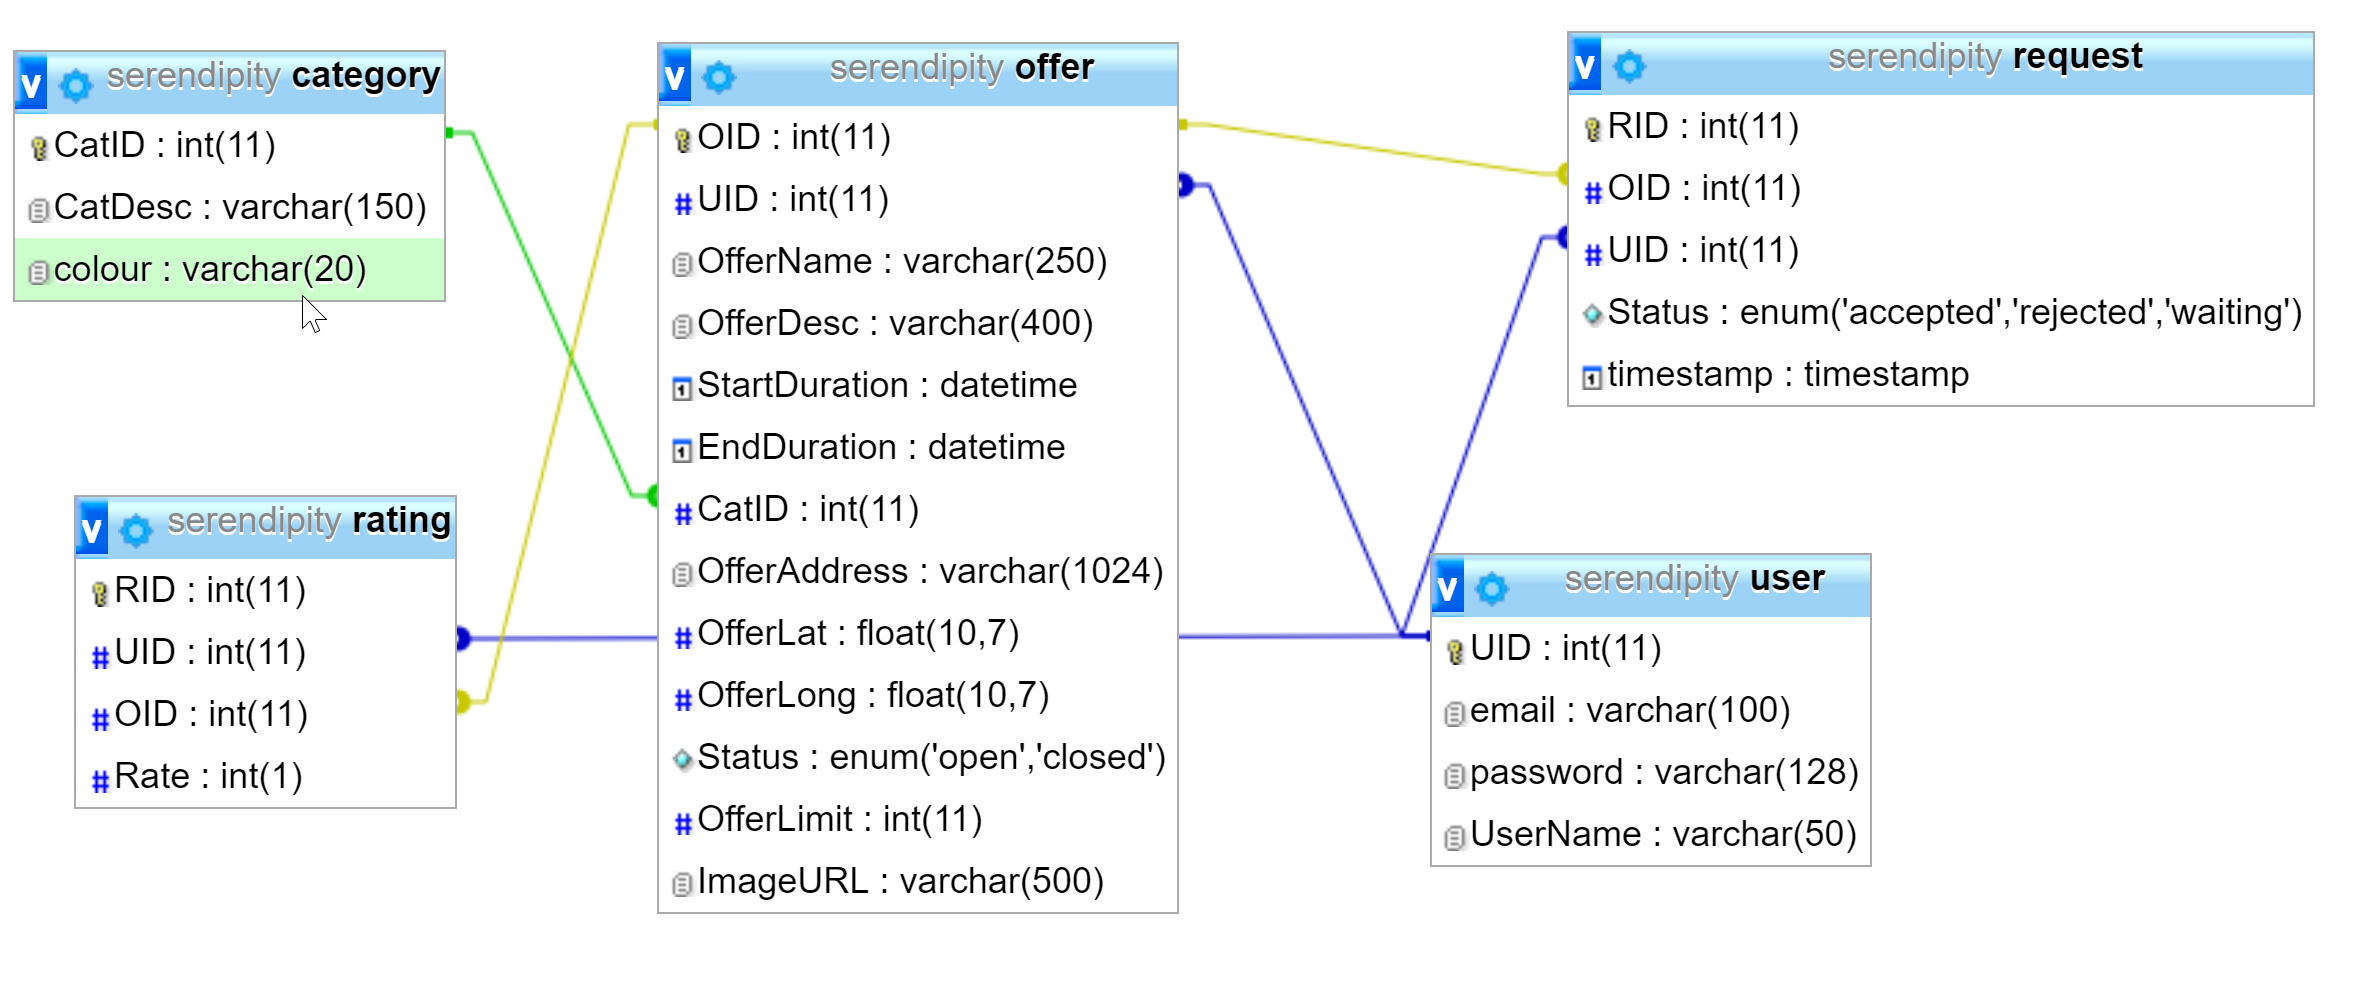 v serendipity category
CatID : int(11)
CatDesc : varchar(150)
colour : varchar(20)
v serendipity offer
OID : int(11)
UID : int(11)
OfferName : varchar(250)
OfferDesc : varchar(400)
StartDuration : datetime
EndDuration : datetime
CatID : int(11)
OfferAddress : varchar(1024)
OfferLat : float(10,7)
OfferLong : float(10,7)
Status : enum('open','closed')
OfferLimit : int(11)
ImageURL : varchar(500)
v serendipity request
RID : int(11)
OID : int(11)
UID : int(11)
Status : enum('accepted','rejected','waiting')
timestamp : timestamp
v serendipity rating
RID : int(11)
UID : int(11)
OID : int(11)
Rate : int(1)
v serendipity user
UID : int(11)
email : varchar(100)
password : varchar(128)
UserName : varchar(50)